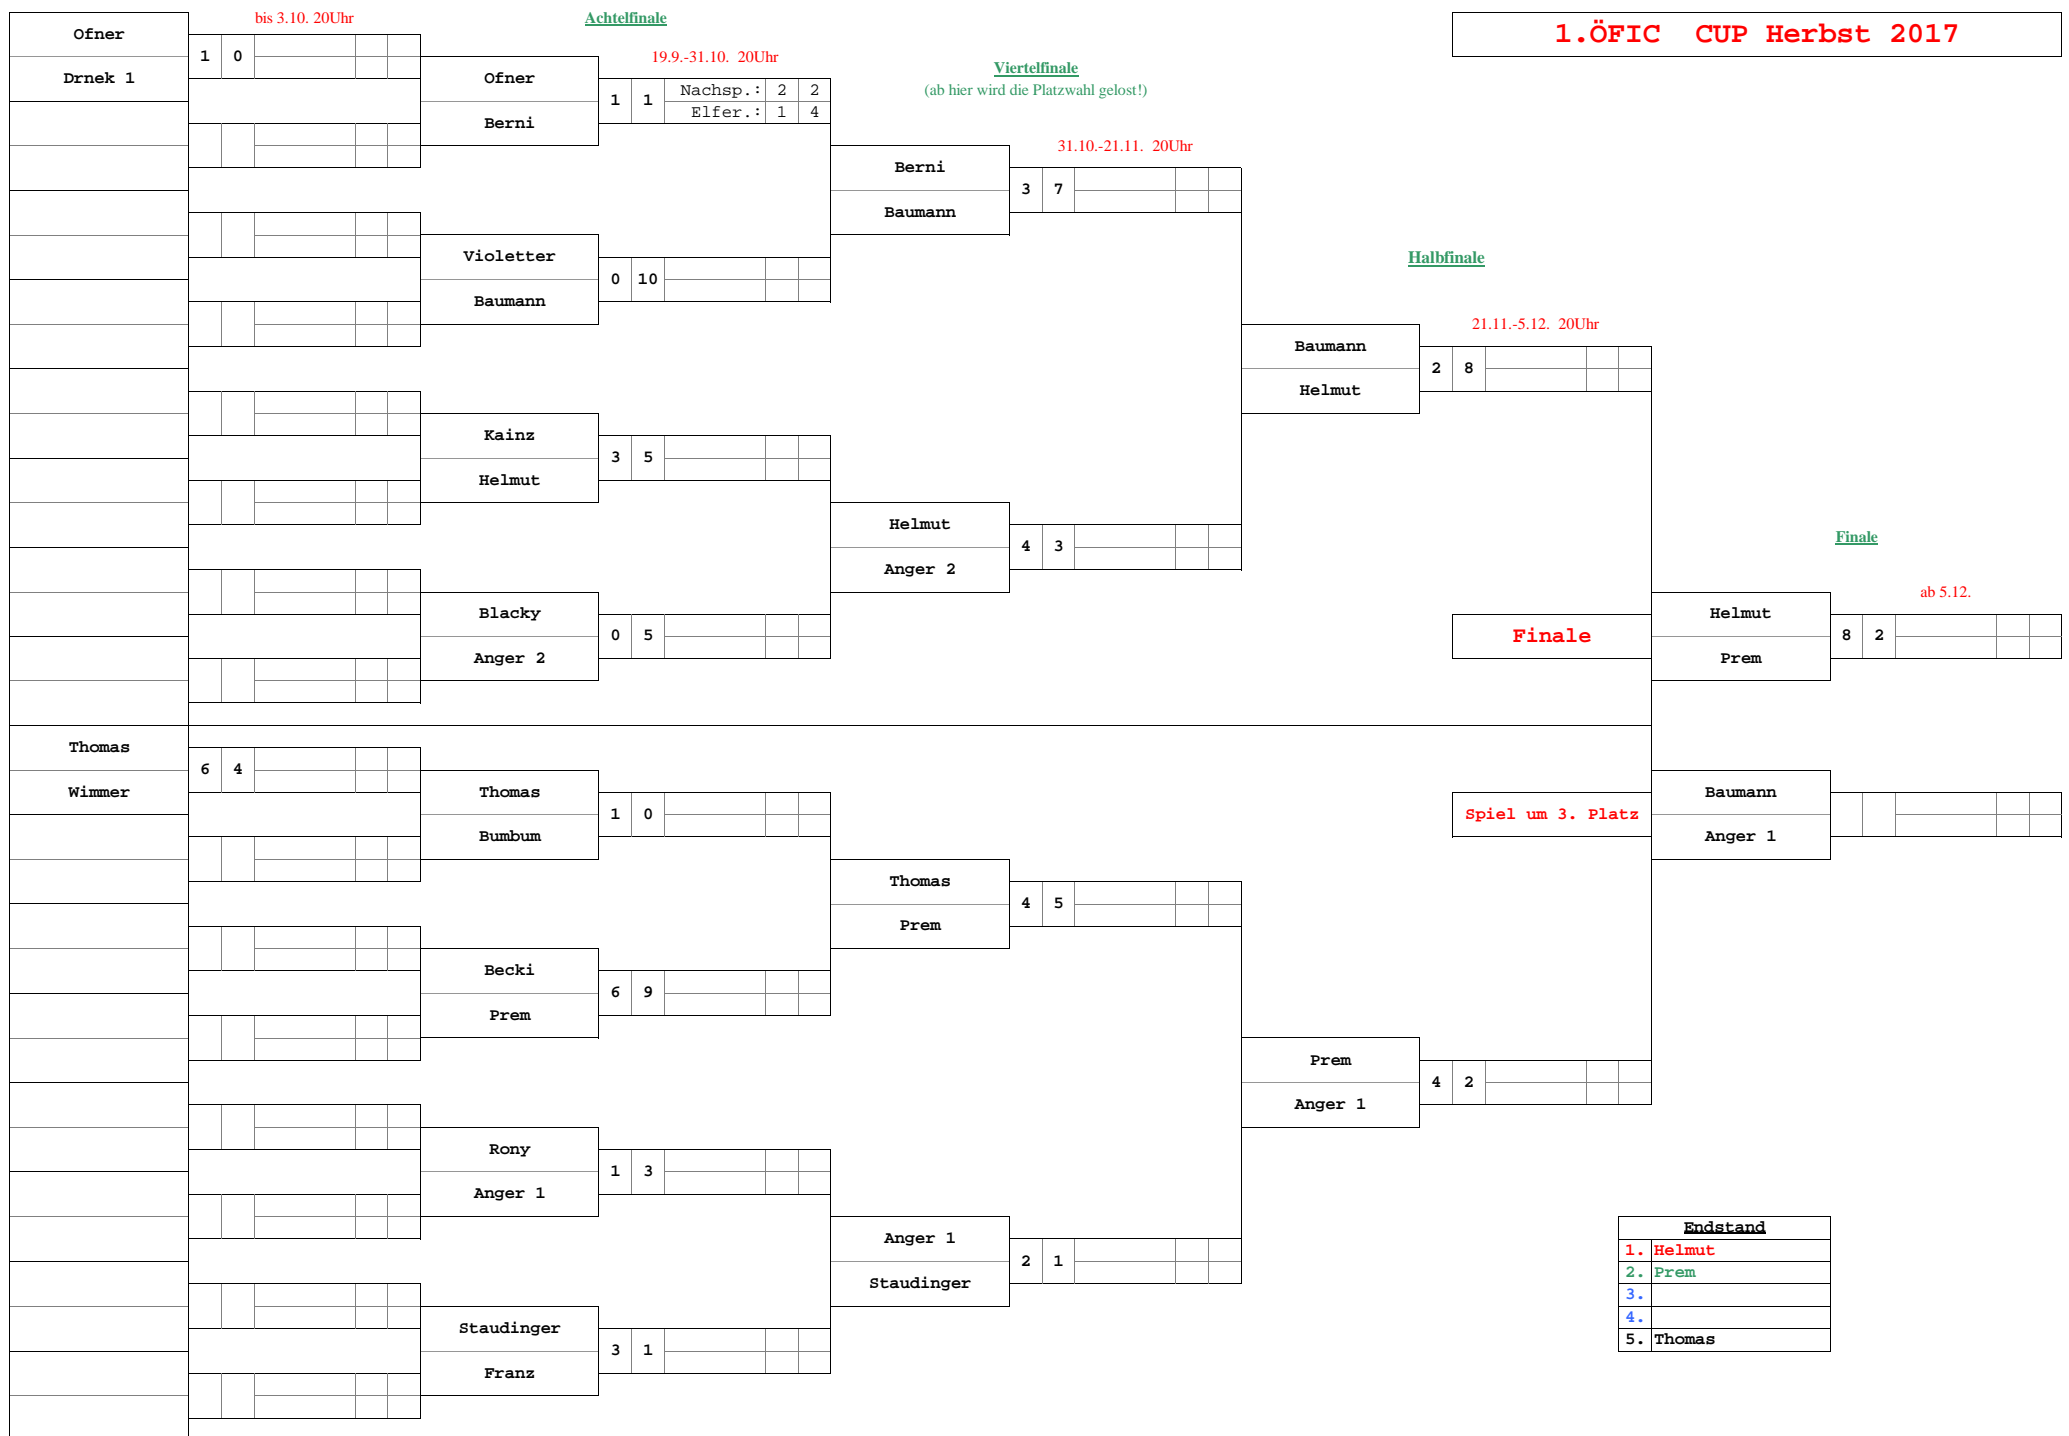 bis 3.10. 20Uhr
Achtelfinale
1.ÖFIC CUP Herbst 2017
Ofner
1 0
Drnek 1
19.9.-31.10. 20Uhr
Ofner
1 1 Nachsp.: 2 2
Elfer.: 1 4
Berni
Viertelfinale
(ab hier wird die Platzwahl gelost!)
31.10.-21.11. 20Uhr
Berni
3 7
Baumann
Violetter
0 10
Baumann
Halbfinale
21.11.-5.12. 20Uhr
Baumann
2 8
Helmut
Kainz
3 5
Helmut
Helmut
4 3
Anger 2
Finale
ab 5.12.
Blacky
0 5
Anger 2
Finale
Helmut
8 2
Prem
Thomas
6 4
Wimmer
Thomas
1 0
Bumbum
Spiel um 3. Platz
Baumann
Anger 1
Thomas
4 5
Prem
Becki
6 9
Prem
Prem
4 2
Anger 1
Rony
1 3
Anger 1
Anger 1
2 1
Staudinger
Staudinger
3 1
Franz
Endstand
1. Helmut
2. Prem
3.
4.
5. Thomas